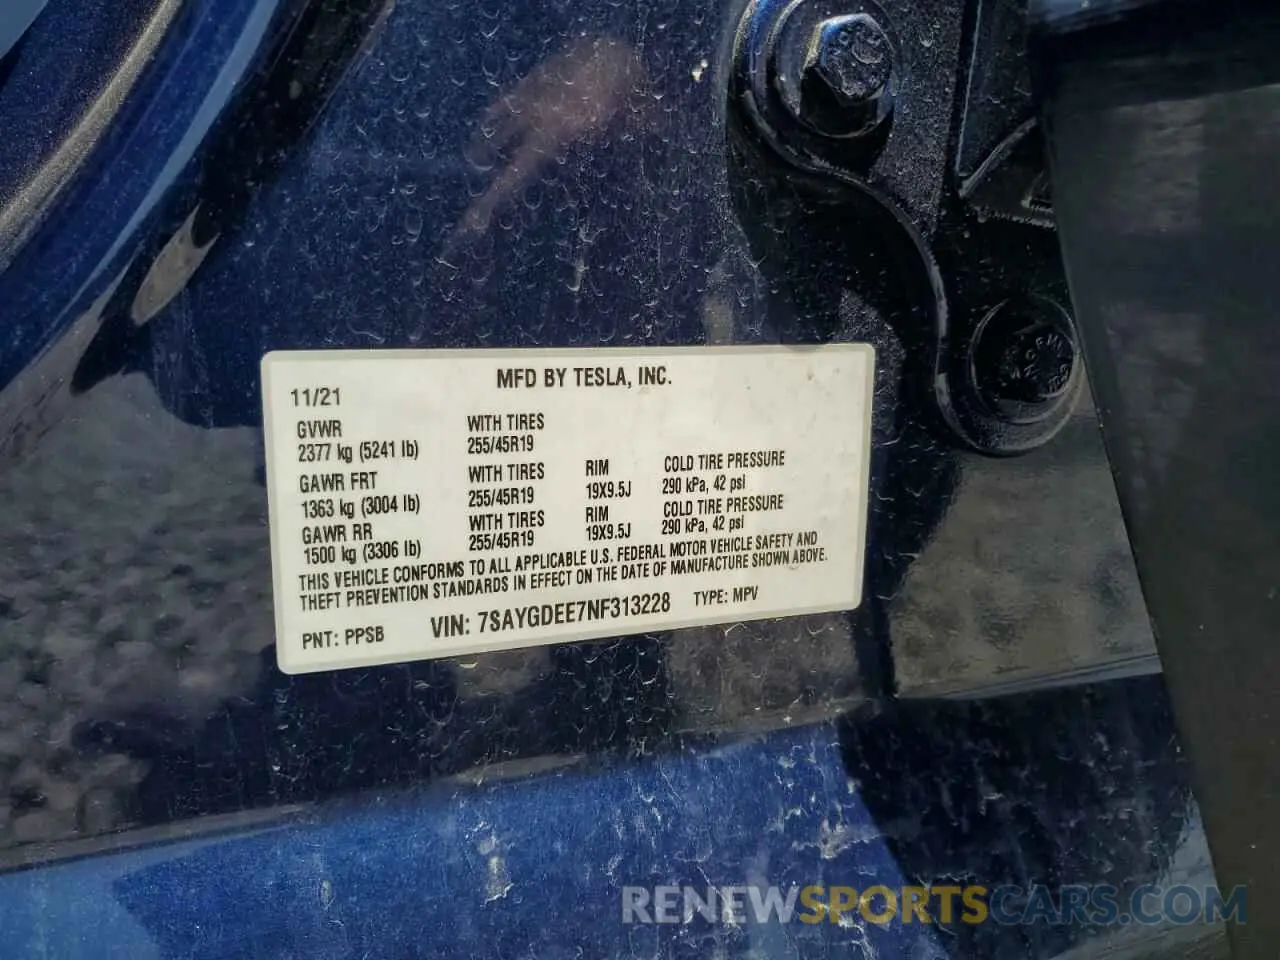 MFD BY TESLA, INC.
11/21
GVWR
2377 kg (5241 lb)
WITH TIRES
255/45R19
GAWR FRT
1363 kg (3004 lb)
WITH TIRES
255/45R19
RIM
19X9.5J
COLD TIRE PRESSURE
290 kPa, 42 psi
GAWR RR
1500 kg (3306 lb)
WITH TIRES
255/45R19
RIM
19X9.5J
COLD TIRE PRESSURE
290 kPa, 42 psi
THIS VEHICLE CONFORMS TO ALL APPLICABLE U.S. FEDERAL MOTOR VEHICLE SAFETY AND
THEFT PREVENTION STANDARDS IN EFFECT ON THE DATE OF MANUFACTURE SHOWN ABOVE.
PNT: PPSB VIN: 7SAYGDEE7NF313228 TYPE: MPV
RENEWSPORTSCARS.COM